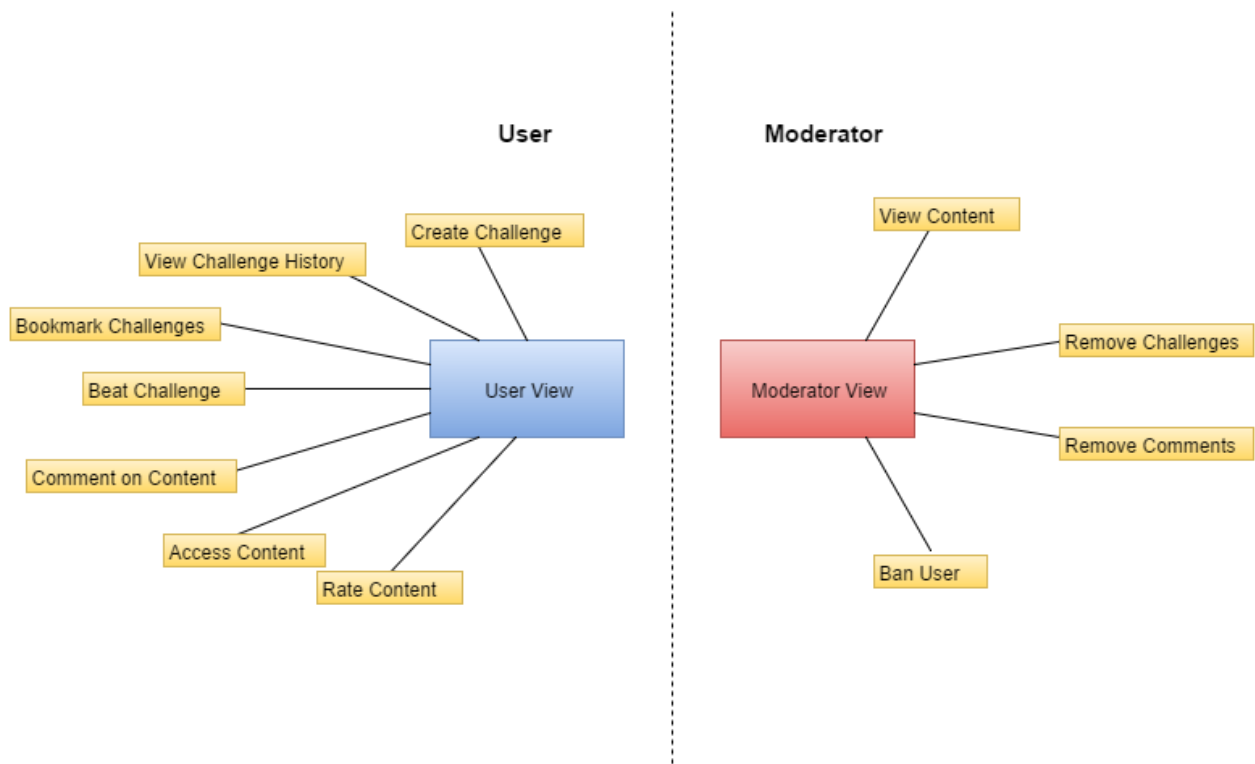 User
Moderator
Create Challenge
View Challenge History
Bookmark Challenges
Beat Challenge
Comment on Content
Access Content
Rate Content
User View
View Content
Remove Challenges
Moderator View
Remove Comments
Ban User